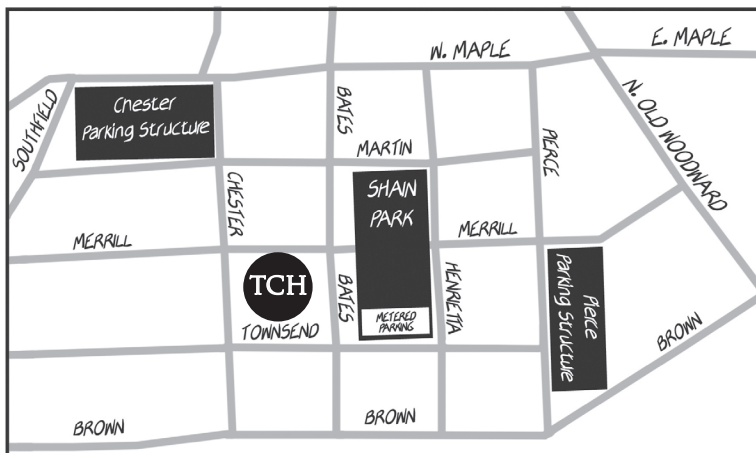 W. MAPLE
E. MAPLE
SOUTHFIELD
Chester
Parking Structure
BATES
MARTIN
PIERCE
N. OLD WOODWARD
CHESTER
SHAIN
PARK
MERRILL
MERRILL
TCH
TOWNSEND
BATES
METERED
PARKING
HENRIETTA
Pierce
Parking Structure
BROWN
BROWN
BROWN